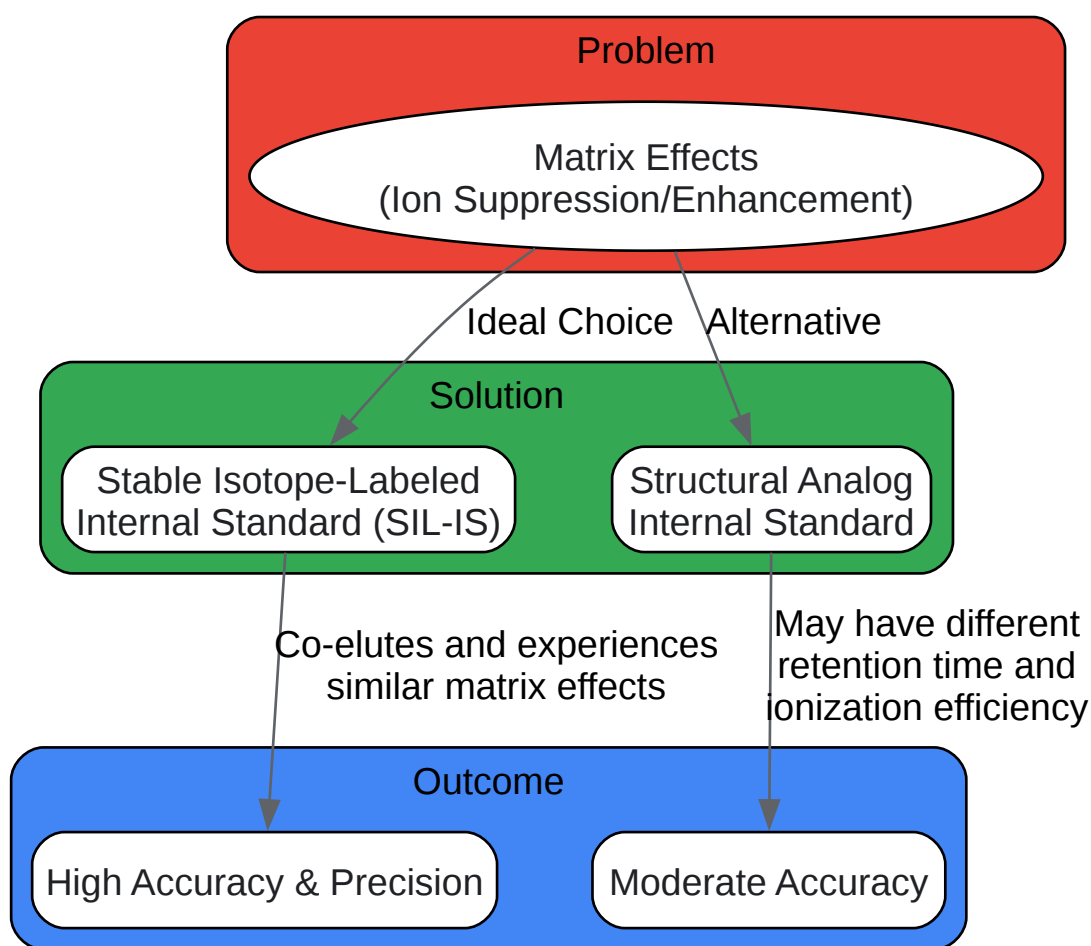 Problem
Matrix Effects
(Ion Suppression/Enhancement)
Ideal Choice
Alternative
Solution
Stable Isotope-Labeled
Internal Standard (SIL-IS)
Structural Analog
Internal Standard
Co-elutes and experiences
similar matrix effects
May have different
retention time and
ionization efficiency
Outcome
High Accuracy & Precision
Moderate Accuracy